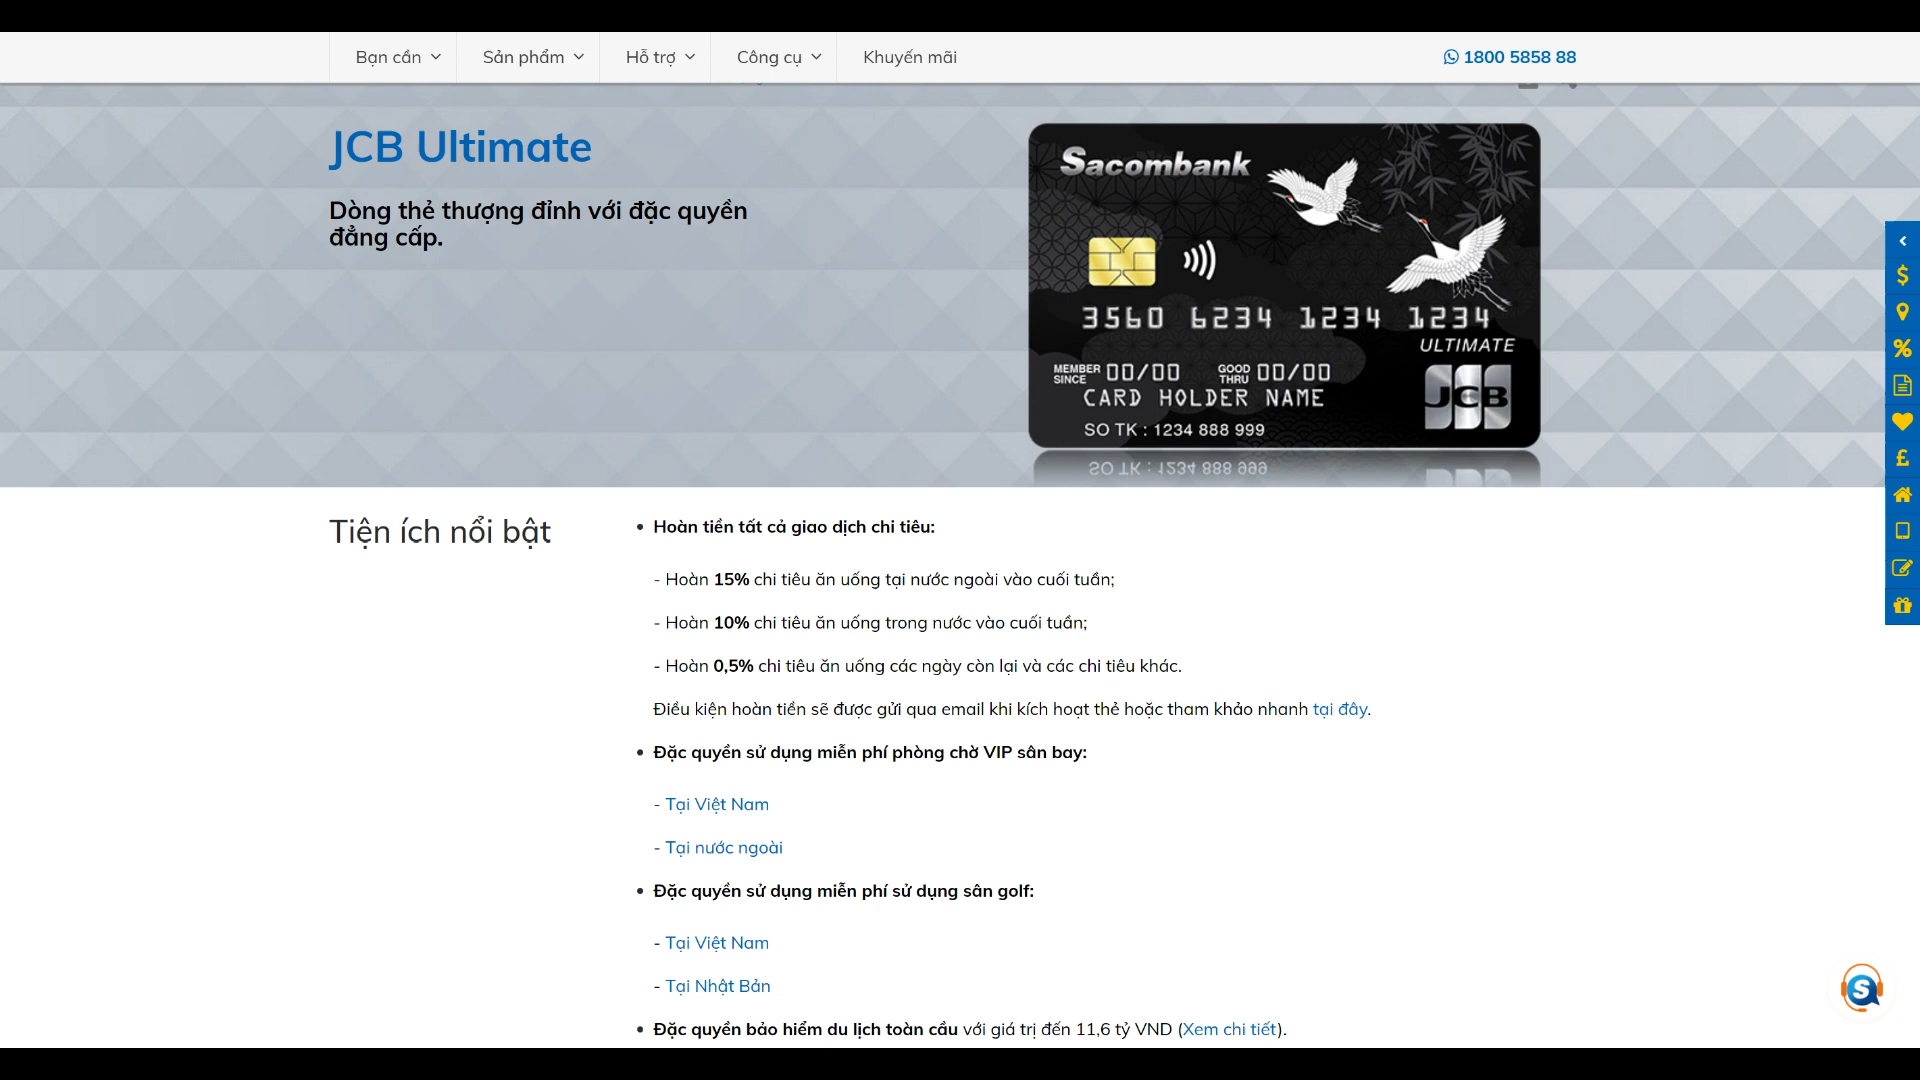 Bạn cần
Sản phẩm
Hỗ trợ
Công cụ
Khuyến mãi
1800 5858 88
JCB Ultimate
Dòng thẻ thượng đỉnh với đặc quyền
đẳng cấp.
Sacombank
3560 6234 1234 1234
ULTIMATE
MEMBER SINCE 00/00 GOOD THRU 00/00
CARD HOLDER NAME
SO TK : 1234 888 999
JCB
Tiện ích nổi bật
• Hoàn tiền tất cả giao dịch chi tiêu:
- Hoàn 15% chi tiêu ăn uống tại nước ngoài vào cuối tuần;
- Hoàn 10% chi tiêu ăn uống trong nước vào cuối tuần;
- Hoàn 0,5% chi tiêu ăn uống các ngày còn lại và các chi tiêu khác.
Điều kiện hoàn tiền sẽ được gửi qua email khi kích hoạt thẻ hoặc tham khảo nhanh tại đây.
• Đặc quyền sử dụng miễn phí phòng chờ VIP sân bay:
- Tại Việt Nam
- Tại nước ngoài
• Đặc quyền sử dụng miễn phí sử dụng sân golf:
- Tại Việt Nam
- Tại Nhật Bản
• Đặc quyền bảo hiểm du lịch toàn cầu với giá trị đến 11,6 tỷ VND (Xem chi tiết).